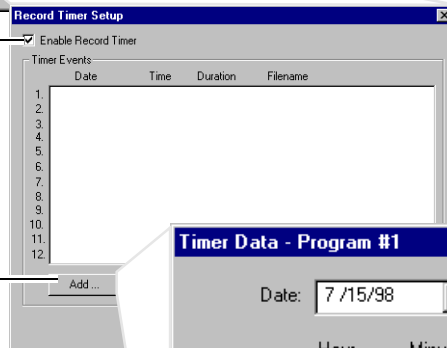 Record Timer Setup
Enable Record Timer
Timer Events
Date Time Duration Filename
1.
2.
3.
4.
5.
6.
7.
8.
9.
10.
11.
12.
Add ...
Timer Data - Program #1
Date: 7 /15/98
Hour